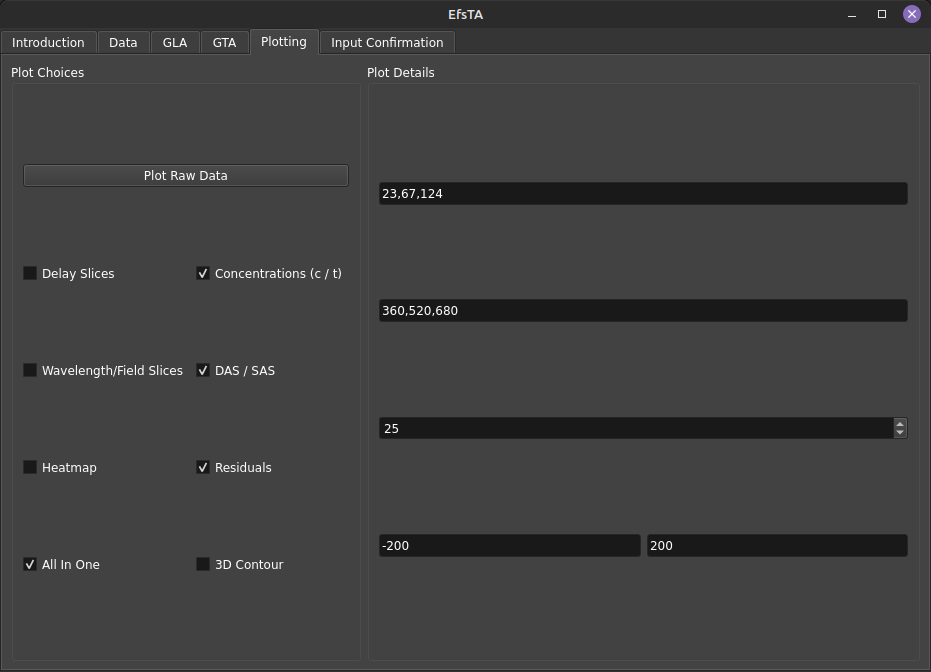 EfsTA
Introduction Data GLA GTA Plotting Input Confirmation
Plot Choices
Plot Raw Data
Delay Slices Concentrations (c / t)
Wavelength/Field Slices DAS / SAS
Heatmap Residuals
All In One 3D Contour
Plot Details
23,67,124
360,520,680
25
-200 200